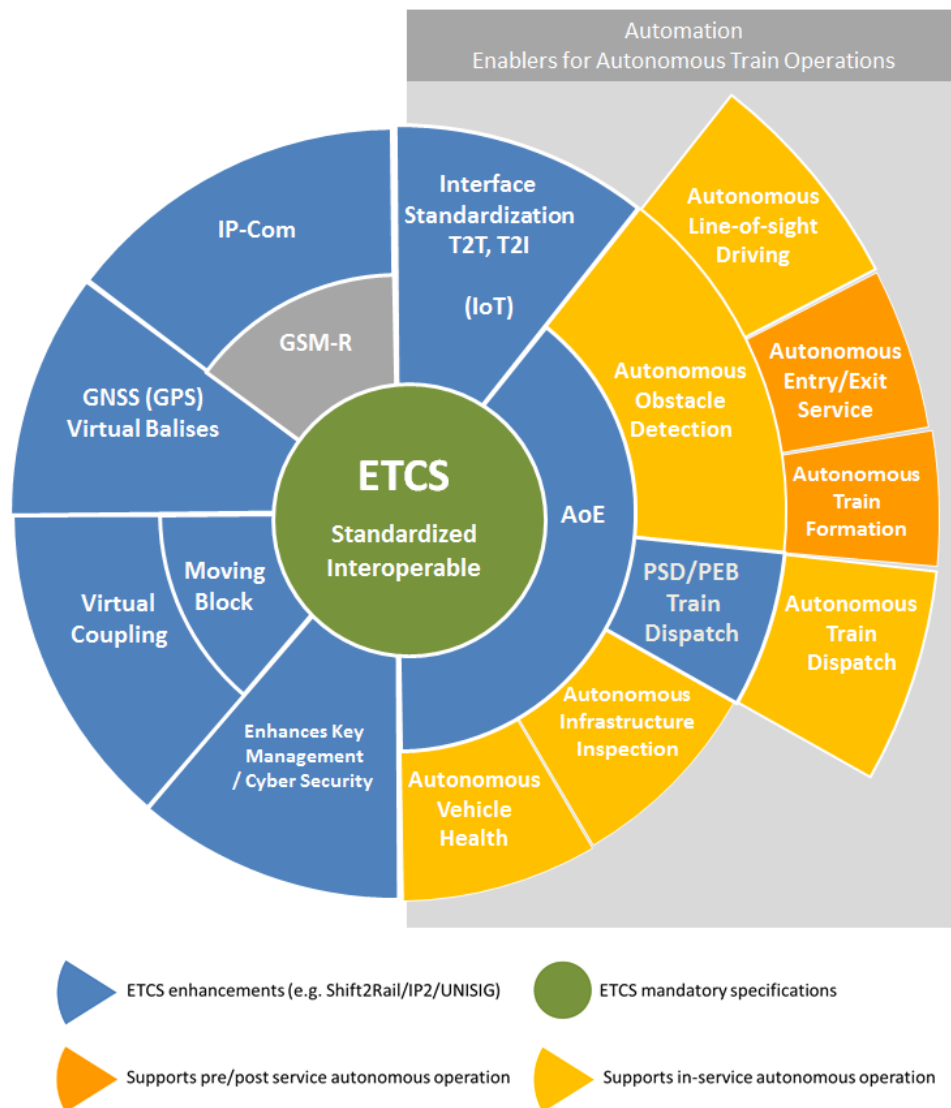 Automation
Enablers for Autonomous Train Operations
IP-Com
GSM-R
GNSS (GPS)
Virtual Balises
Interface
Standardization
T2T, T2I
(IoT)
Autonomous
Line-of-sight
Driving
Autonomous
Entry/Exit
Service
Autonomous
Obstacle
Detection
Autonomous
Train
Formation
ETCS
Standardized
Interoperable
AoE
Moving
Block
Virtual
Coupling
PSD/PEB
Train
Dispatch
Autonomous
Train
Dispatch
Enhances Key
Management
/ Cyber Security
Autonomous
Infrastructure
Inspection
Autonomous
Vehicle
Health
ETCS enhancements (e.g. Shift2Rail/IP2/UNISIG)
ETCS mandatory specifications
Supports pre/post service autonomous operation
Supports in-service autonomous operation